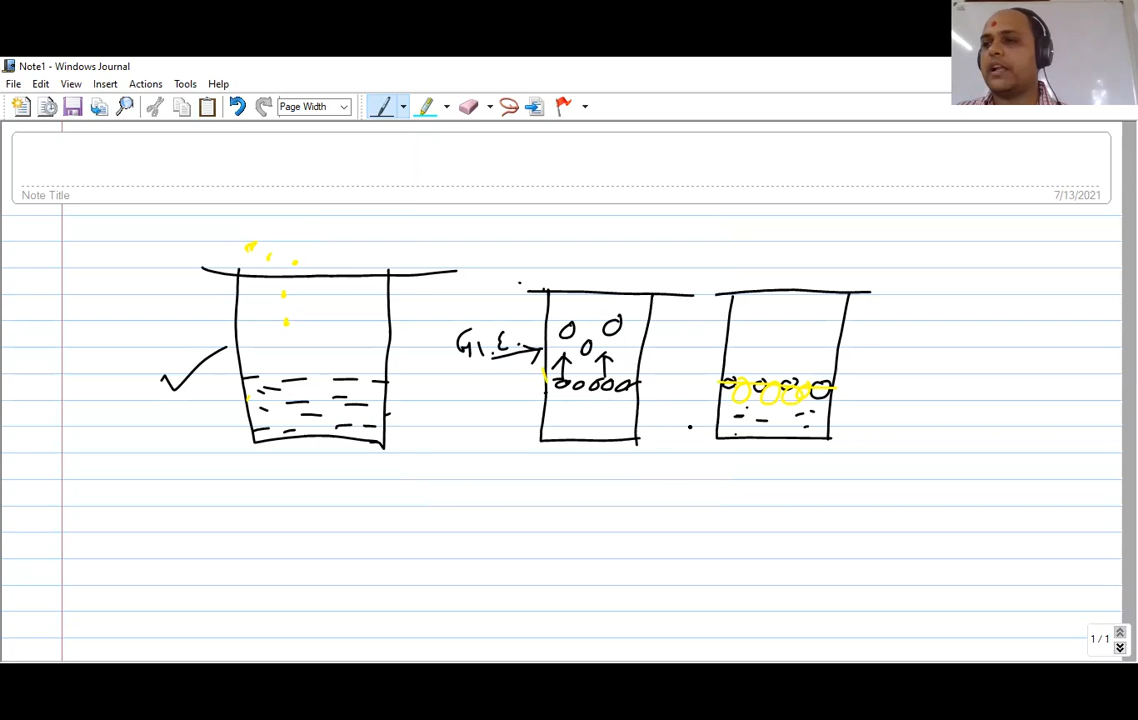 Note1 - Windows Journal
File Edit View Insert Actions Tools Help
Page Width
Note Title
7/13/2021
1 / 1